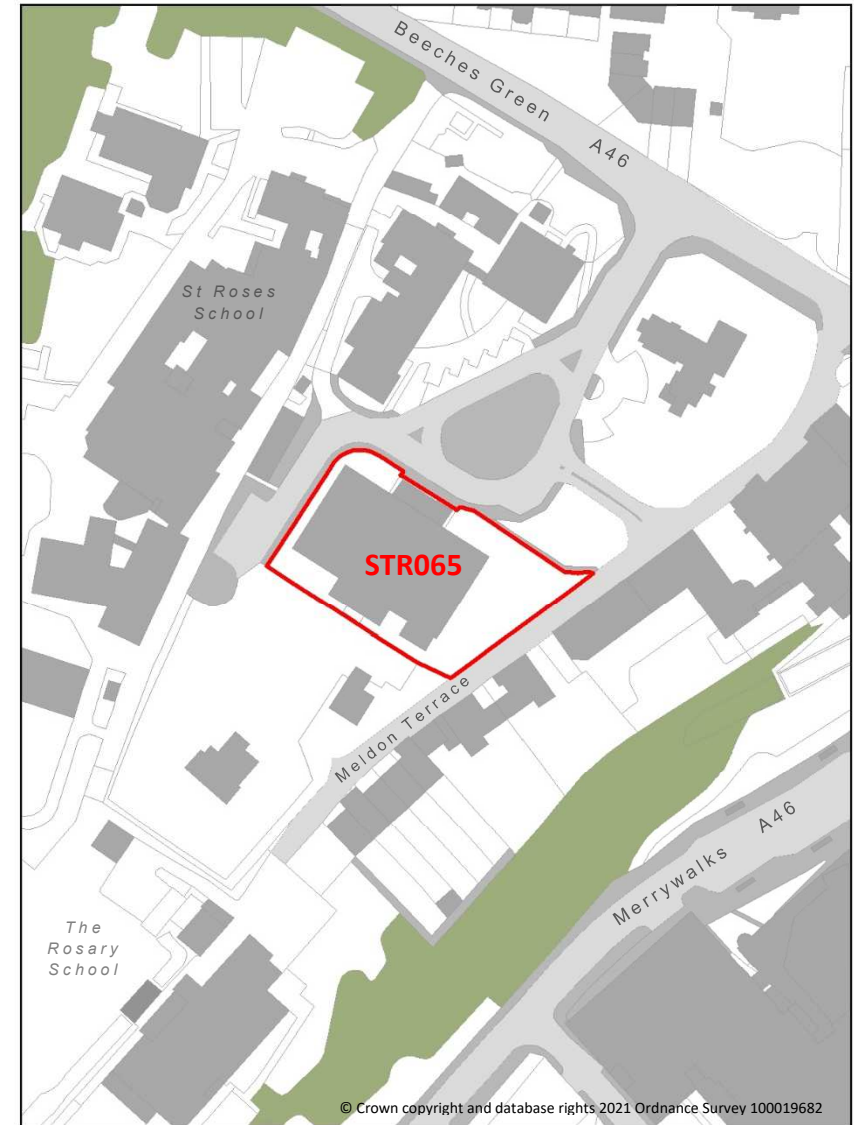 Beeches Green A46
St Roses
School
STR065
Meldon Terrace
Merrywalks A46
The
Rosary
School
© Crown copyright and database rights 2021 Ordnance Survey 100019682